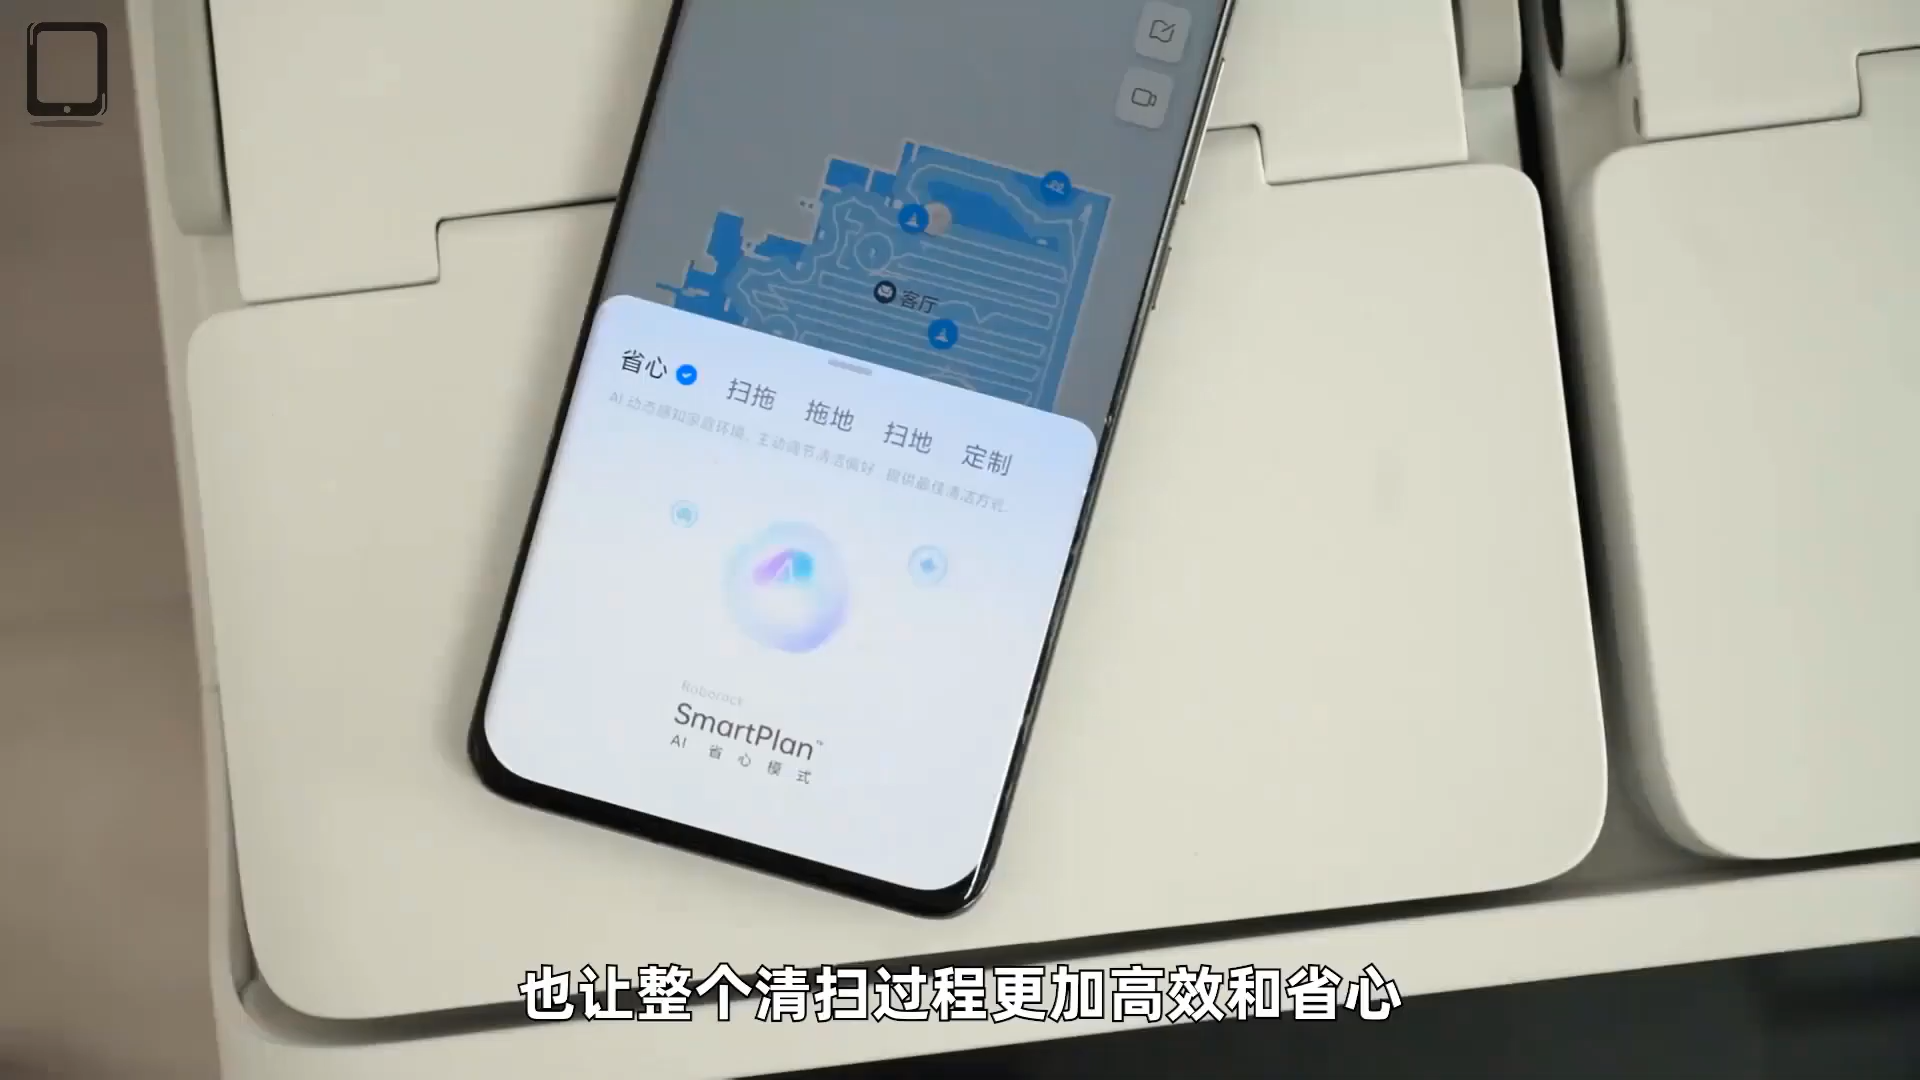 客厅
省心 扫拖 拖地 扫地 定制
AI 动态感知家庭环境，主动调节清洁偏好 提供最佳清洁方式
Roborock
SmartPlan™
AI 省心模式
也让整个清扫过程更加高效和省心